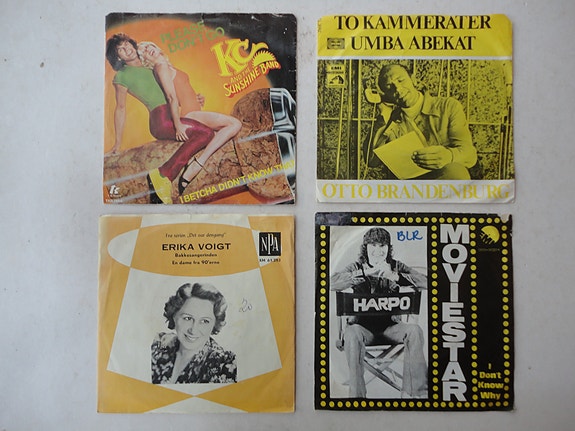 PLEASE
DON'T GO
KC
AND THE
SUNSHINE BAND
I BETCHA DIDN'T KNOW THAT
TO KAMMERATER
UMBA ABEKAT
EMI
OTTO BRANDENBURG
Fra serien „Det var dengang"
ERIKA VOIGT
Bakkesangerinden
En dame fra 90'erne
NPA
BLR
HARPO
MOVIESTAR
I
Don't
Know
Why